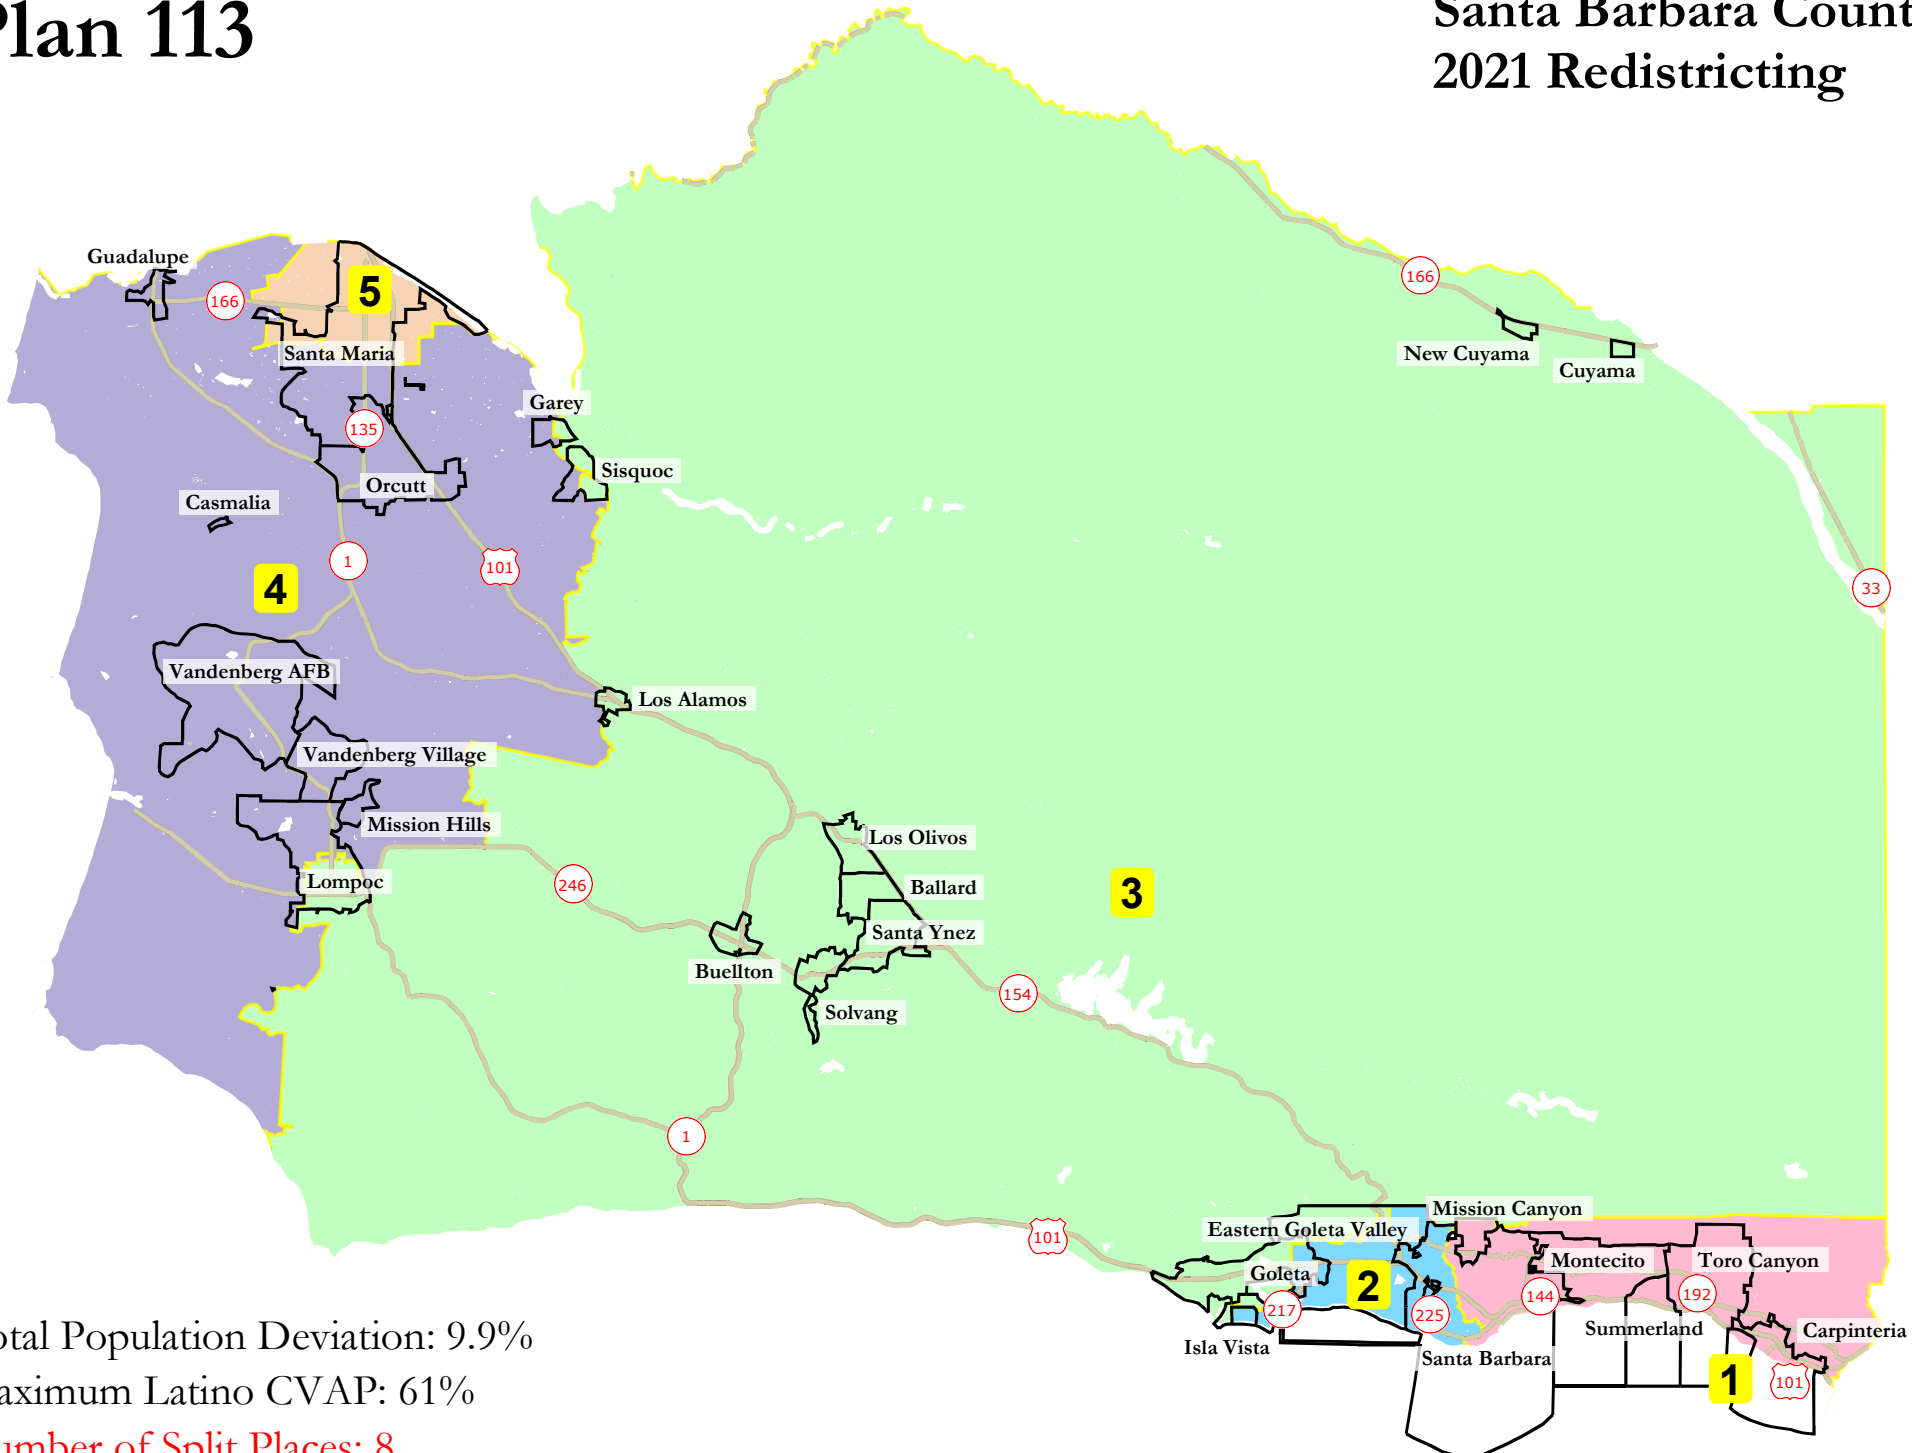 Plan 113
Santa Barbara Count
2021 Redistricting
Guadalupe
166
5
Santa Maria
135
Garey
Sisquoc
Orcutt
Casmalia
1
101
4
166
New Cuyama
Cuyama
33
Vandenberg AFB
Los Alamos
Vandenberg Village
Mission Hills
Lompoc
246
Los Olivos
Ballard
Santa Ynez
Buellton
Solvang
3
154
1
101
Mission Canyon
Eastern Goleta Valley
Goleta
Montecito
Toro Canyon
2
217
225
144
192
Isla Vista
Santa Barbara
Summerland
Carpinteria
1
101
otal Population Deviation: 9.9%
aximum Latino CVAP: 61%
umber of Split Places: 8